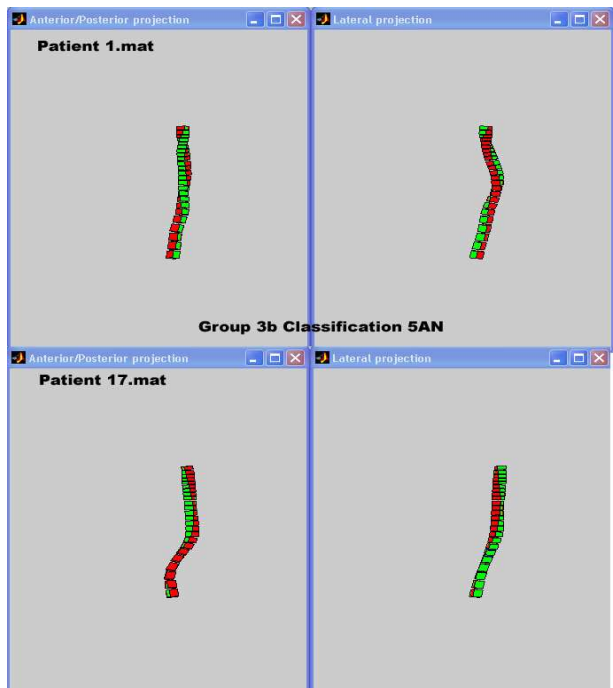 Anterior/Posterior projection
Lateral projection
Patient 1.mat
Group 3b Classification 5AN
Anterior/Posterior projection
Lateral projection
Patient 17.mat